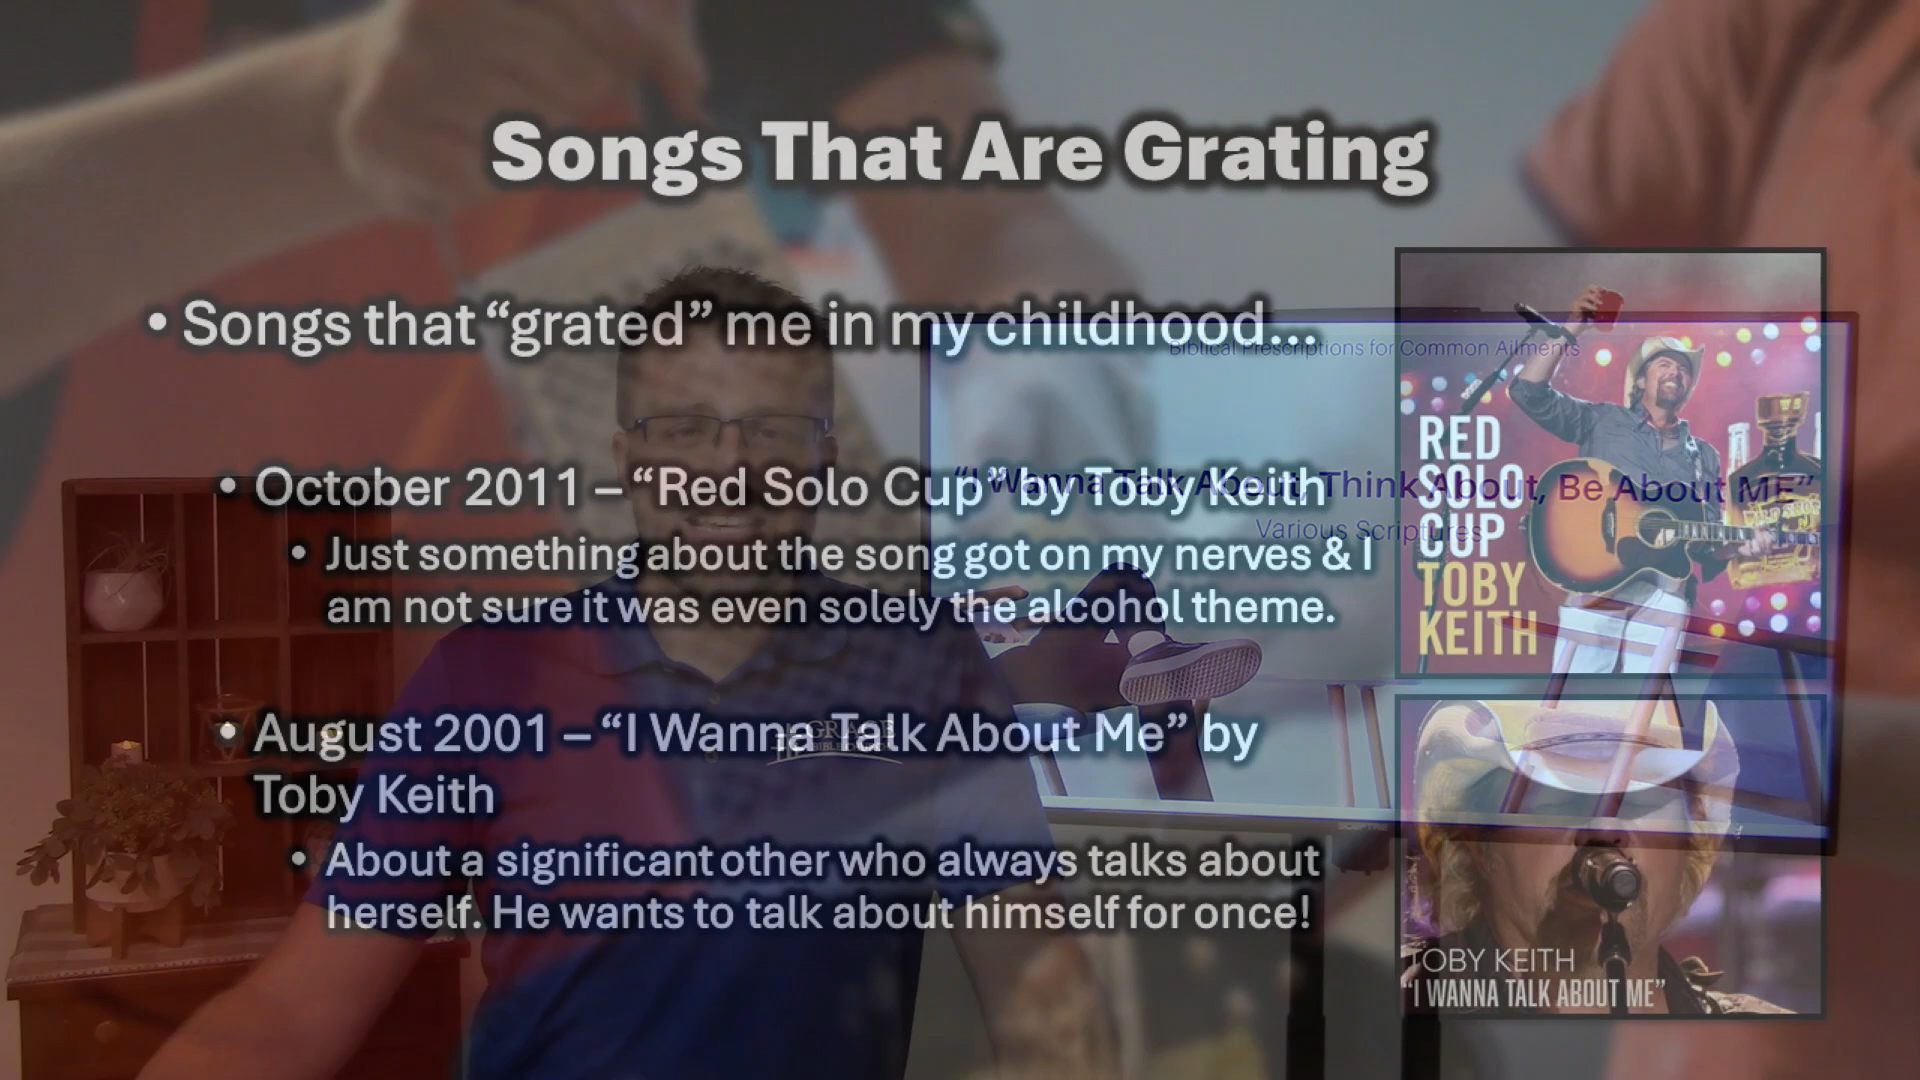 Songs That Are Grating
• Songs that “grated” me in my childhood…
Biblical Prescriptions for Common Ailments
• October 2011 – “Red Solo Cup” by Toby Keith
“I Wanna Talk About, Think About, Be About ME”
Various Scriptures
• Just something about the song got on my nerves & I
am not sure it was even solely the alcohol theme.
• August 2001 – “I Wanna Talk About Me” by
Toby Keith
• About a significant other who always talks about
herself. He wants to talk about himself for once!
RED
SOLO
CUP
TOBY
KEITH
TOBY KEITH
“I WANNA TALK ABOUT ME”
GRACE
BIBLE CHURCH